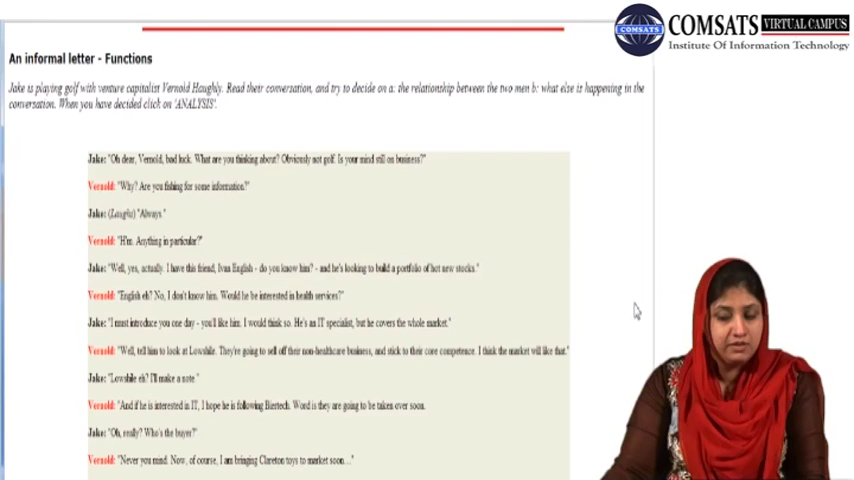 COMSATS VIRTUAL CAMPUS
COMSATS
Institute Of Information Technology
An informal letter - Functions
Jake is playing golf with venture capitalist Vernold Haughly. Read their conversation, and try to decide on a: the relationship between the two men b: what else is happening in the
conversation. When you have decided click on 'ANALYSIS'.
Jake: "Oh dear, Vernold, bad luck. What are you thinking about? Obviously not golf. Is your mind still on business?"
Vernold: "Why? Are you fishing for some information?"
Jake: (Laughs) "Always."
Vernold: "H'm. Anything in particular?"
Jake: "Well, yes, actually. I have this friend, Ivan English - do you know him? - and he's looking to build a portfolio of hot new stocks."
Vernold: "English eh? No, I don't know him. Would he be interested in health services?"
Jake: "I must introduce you one day - you'll like him. I would think so. He's an IT specialist, but he covers the whole market."
Vernold: "Well, tell him to look at Lowshile. They're going to sell off their non-healthcare business, and stick to their core competence. I think the market will like that."
Jake: "Lowshile eh? I'll make a note."
Vernold: "And if he is interested in IT, I hope he is following Biertech. Word is they are going to be taken over soon.
Jake: "Oh, really? Who's the buyer?"
Vernold: "Never you mind. Now, of course, I am bringing Clareton toys to market soon..."